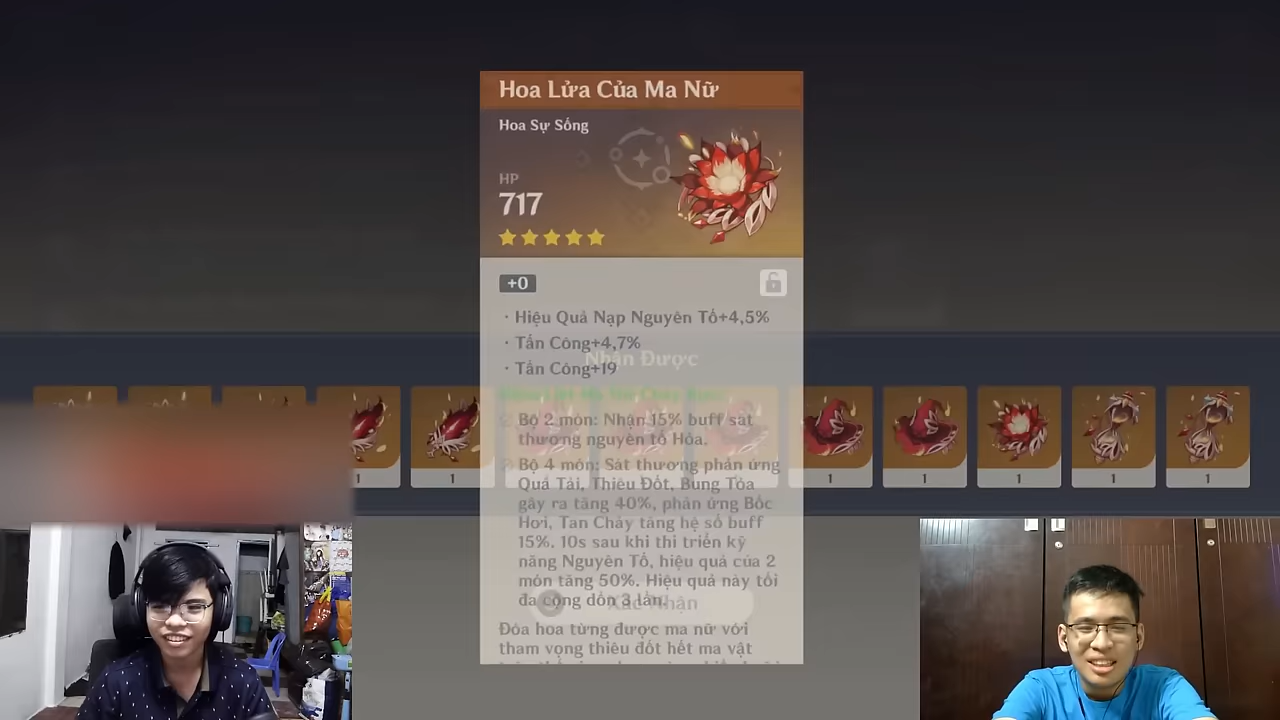 Hoa Lửa Của Ma Nữ
Hoa Sự Sống
HP
717
+0
· Hiệu Quả Nạp Nguyên Tố+4,5%
· Tấn Công+4,7%
Nhận Được
· Tấn Công+19
Bộ 2 món: Nhận 15% buff sát
thương nguyên tố Hỏa.
Bộ 4 món: Sát thương phản ứng
Quá Tải, Thiêu Đốt, Bung Tỏa
gây ra tăng 40%, phản ứng Bốc
Hơi, Tan Chảy tăng hệ số buff
15%. 10s sau khi thi triển kỹ
năng Nguyên Tố, hiệu quả của 2
món tăng 50%. Hiệu quả này tối
đa cộng dồn 3 lần.
Xác Nhận
Đóa hoa từng được ma nữ với
tham vọng thiêu đốt hết ma vật
1 1 1 1 1 1 1